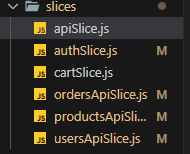 slices
JS apiSlice.js
JS authSlice.js M
JS cartSlice.js
JS ordersApiSlice.js M
JS productsApiSli... M
JS usersApiSlice.js M